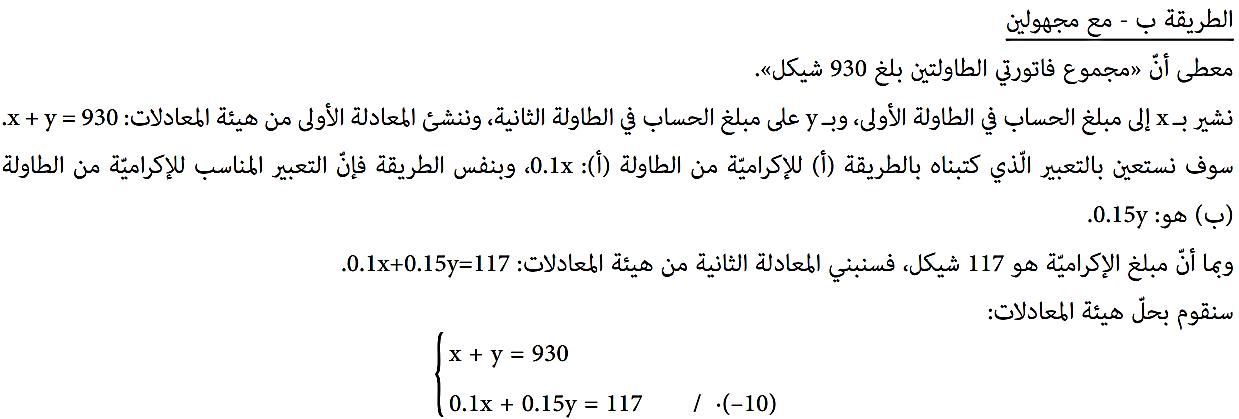 الطريقة ب - مع مجهولين
معطى أنّ «مجموع فاتورتي الطاولتين بلغ 930 شيكل».
نشير بـ x إلى مبلغ الحساب في الطاولة الأولى، وبـ y على مبلغ الحساب في الطاولة الثانية، وننشئ المعادلة الأولى من هيئة المعادلات: x + y = 930.
سوف نستعين بالتعبير الّذي كتبناه بالطريقة (أ) للإكراميّة من الطاولة (أ): 0.1x، وبنفس الطريقة فإنّ التعبير المناسب للإكراميّة من الطاولة
(ب) هو: 0.15y.
وبما أنّ مبلغ الإكراميّة هو 117 شيكل، فسنبني المعادلة الثانية من هيئة المعادلات: 0.1x+0.15y=117.
سنقوم بحلّ هيئة المعادلات:
x + y = 930
0.1x + 0.15y = 117 / ·(−10)